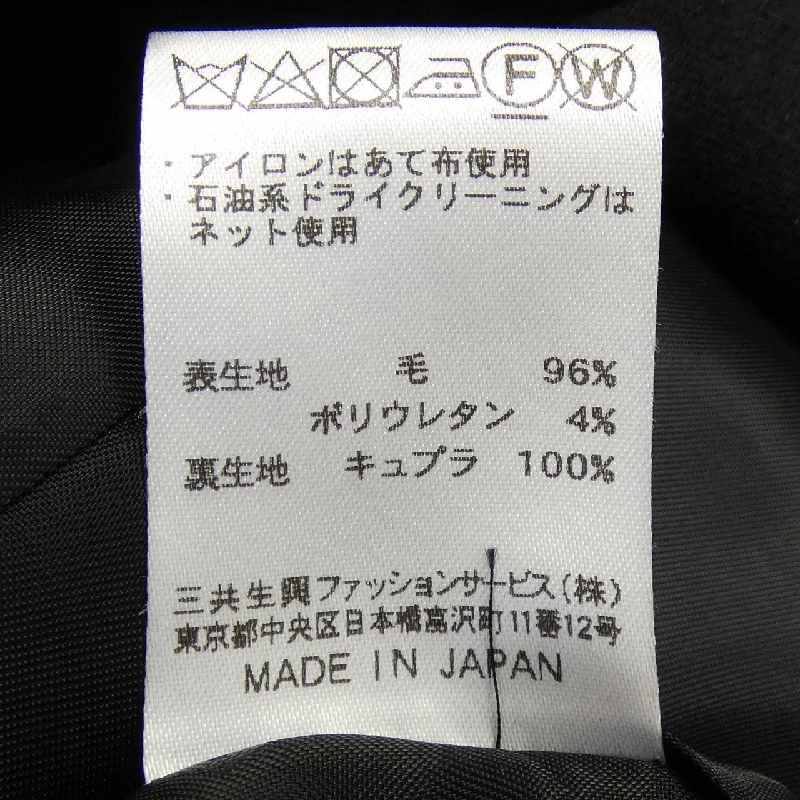 F W
・アイロンはあて布使用
・石油系ドライクリーニングは
ネット使用
表生地 毛 96%
ポリウレタン 4%
裏生地 キュプラ 100%
三共生興ファッションサービス(株)
東京都中央区日本橋富沢町11番12号
MADE IN JAPAN